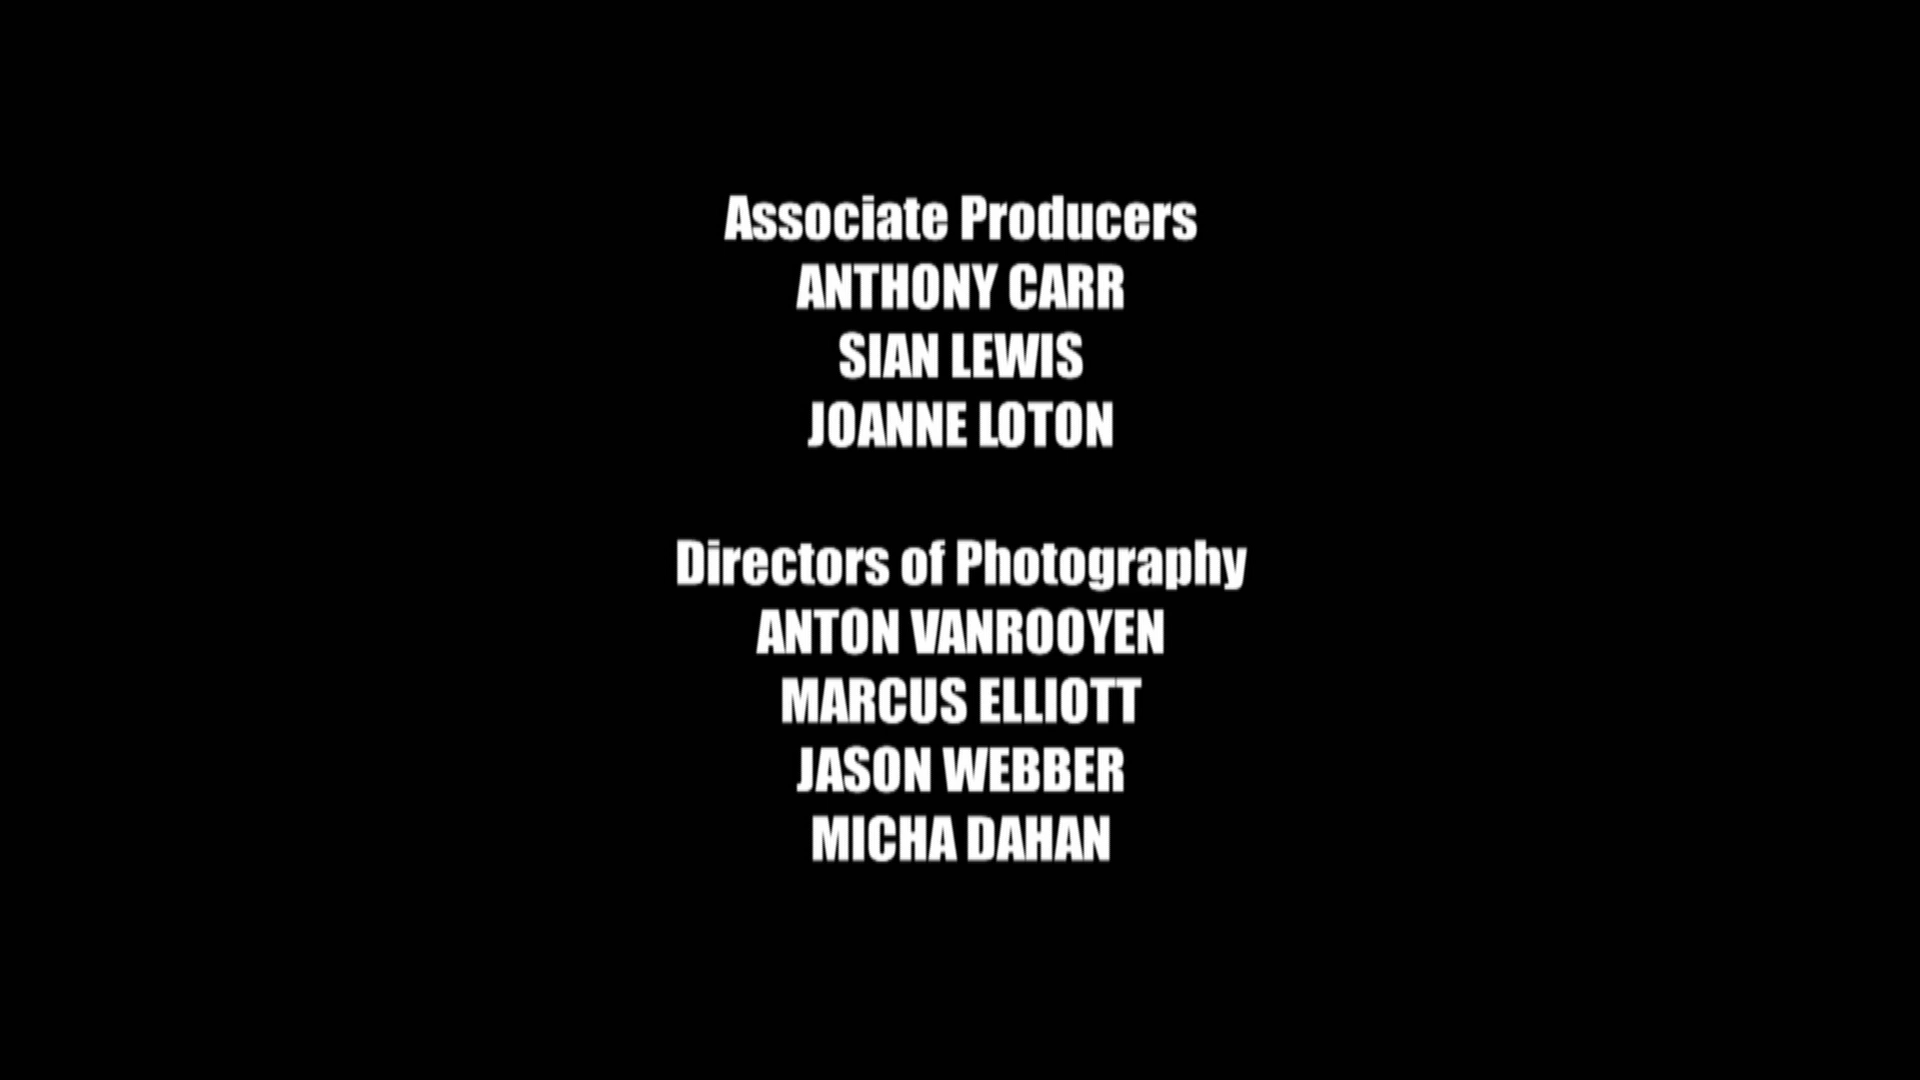 Associate Producers
ANTHONY CARR
SIAN LEWIS
JOANNE LOTON
Directors of Photography
ANTON VANROOYEN
MARCUS ELLIOTT
JASON WEBBER
MICHA DAHAN